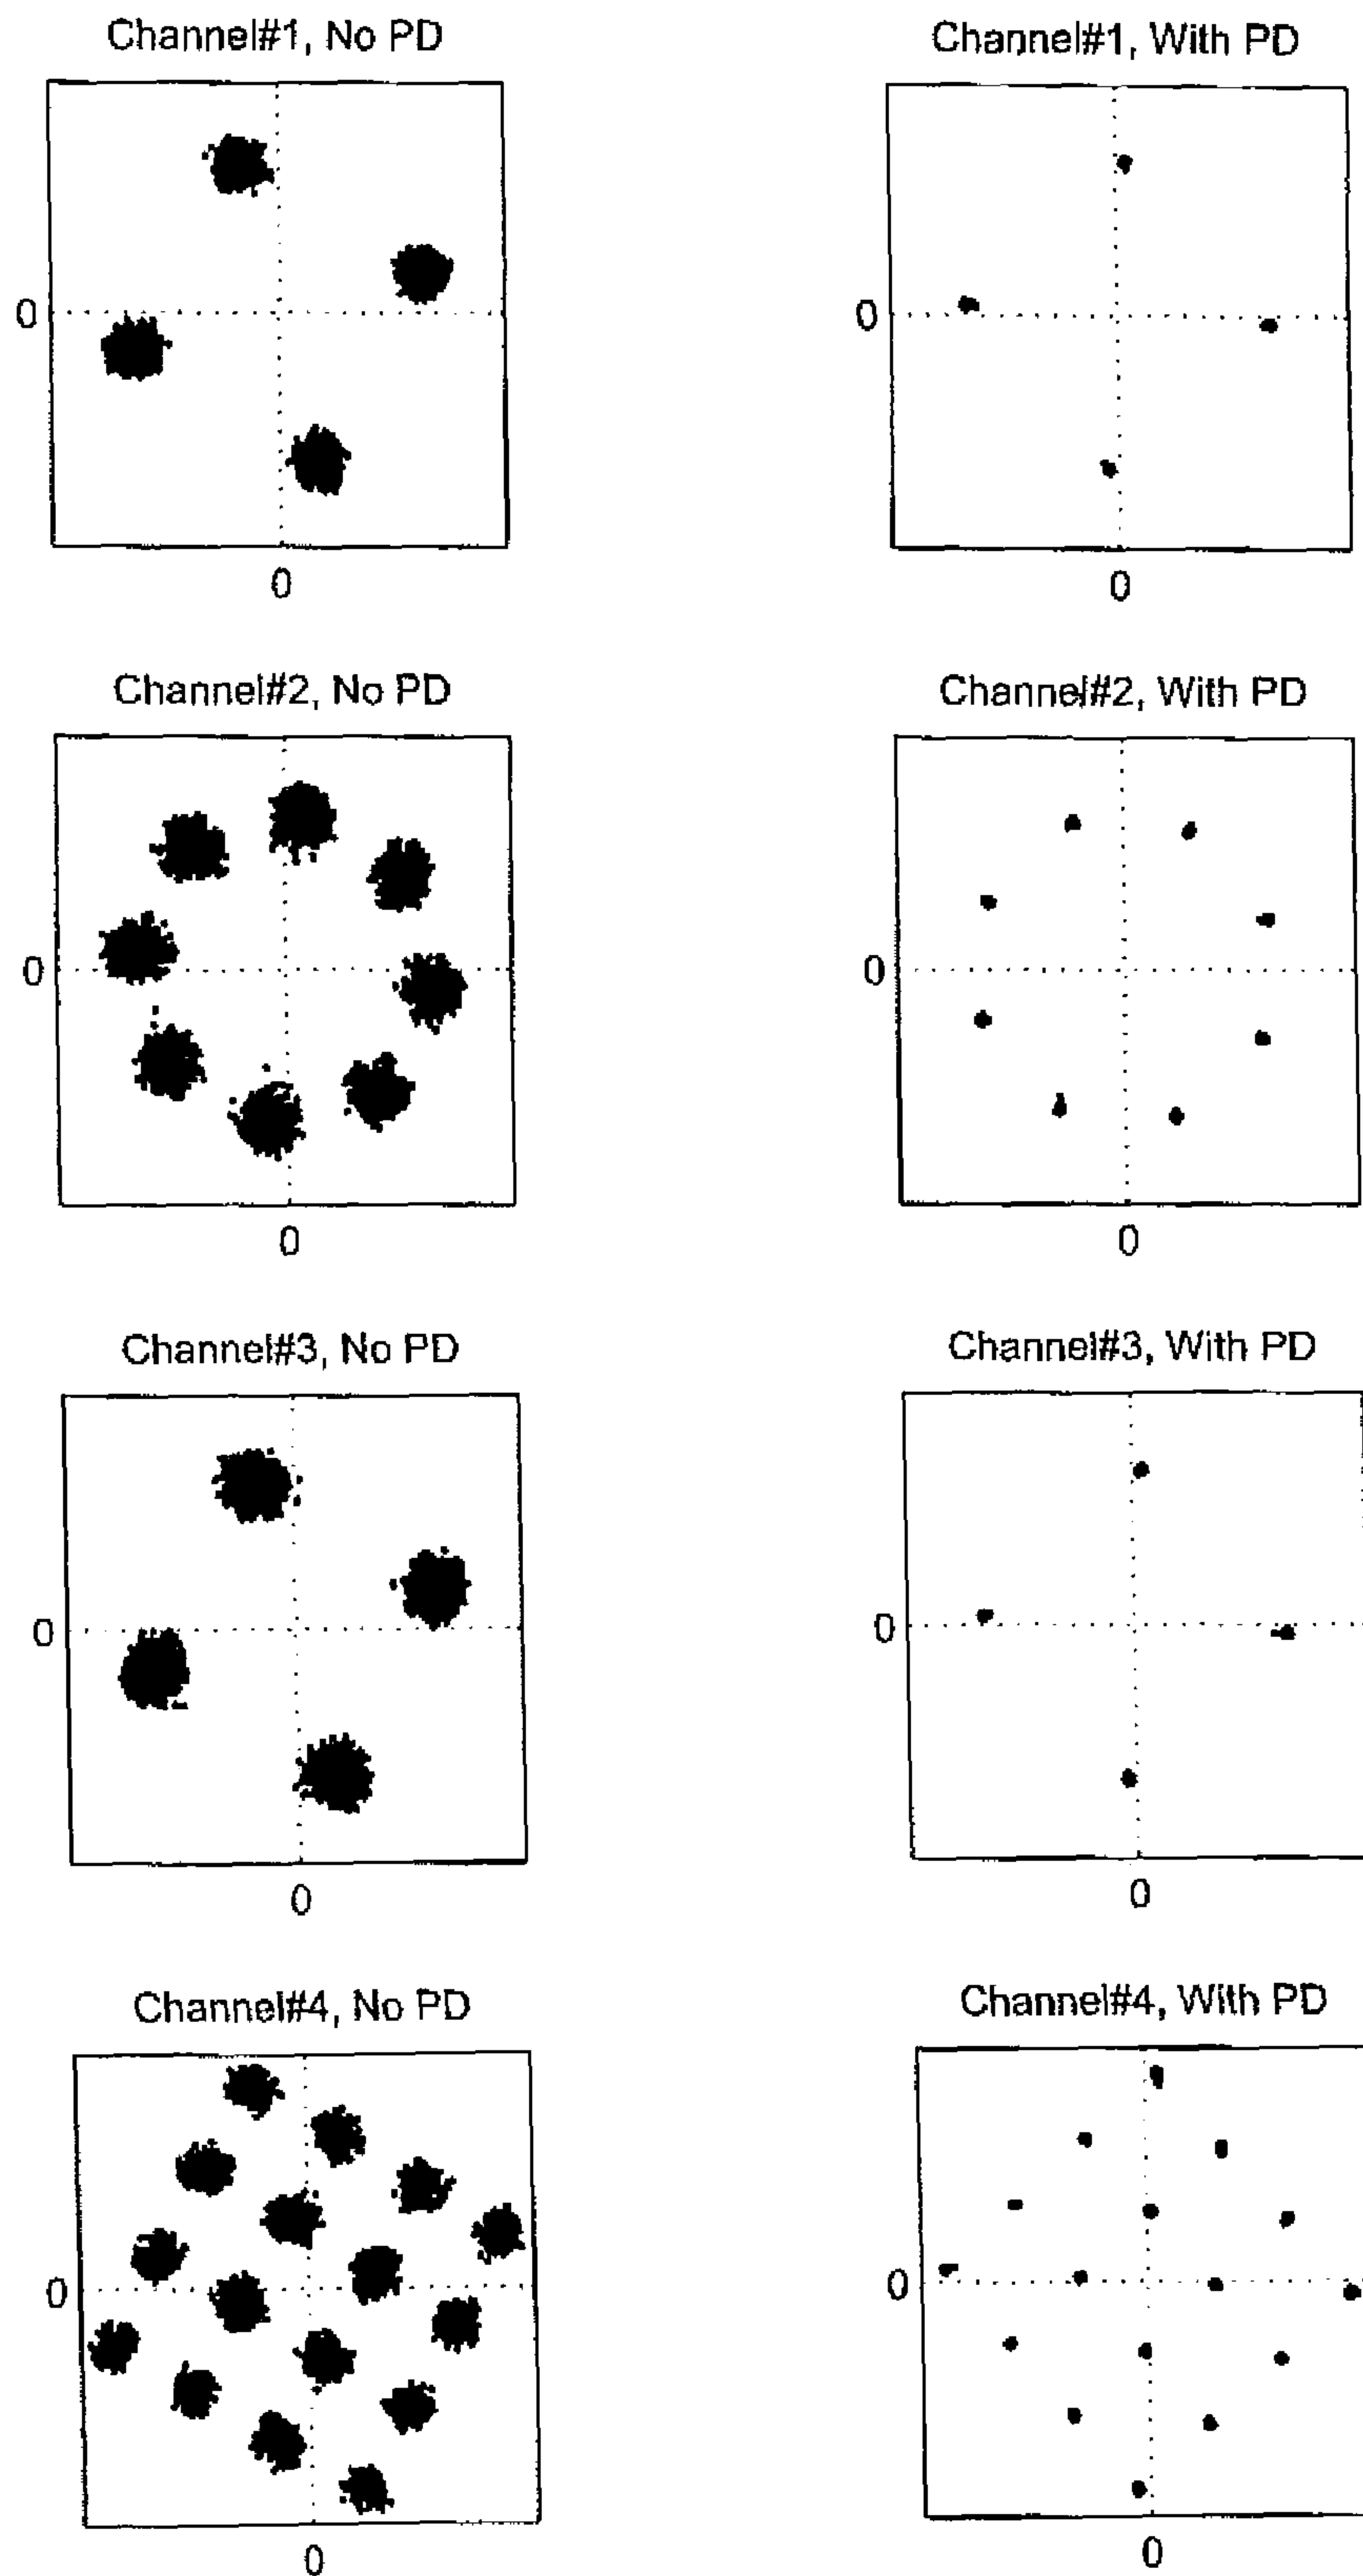 Channel#1, No PD
Channel#1, With PD
0
0
0
0
Channel#2, No PD
Channel#2, With PD
0
0
0
0
Channel#3, No PD
Channel#3, With PD
0
0
0
0
Channel#4, No PD
Channel#4, With PD
0
0
0
0